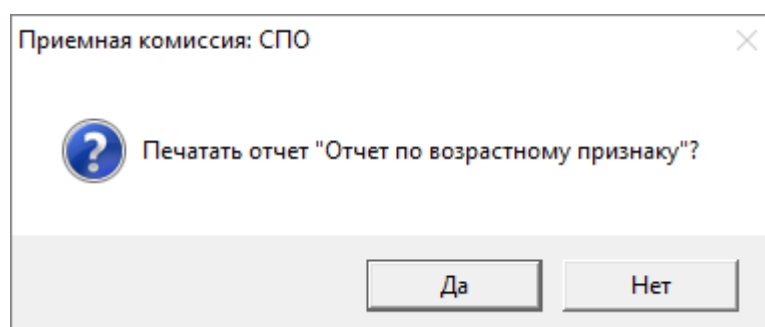 Приемная комиссия: СПО
Печатать отчет "Отчет по возрастному признаку"?
Да
Нет